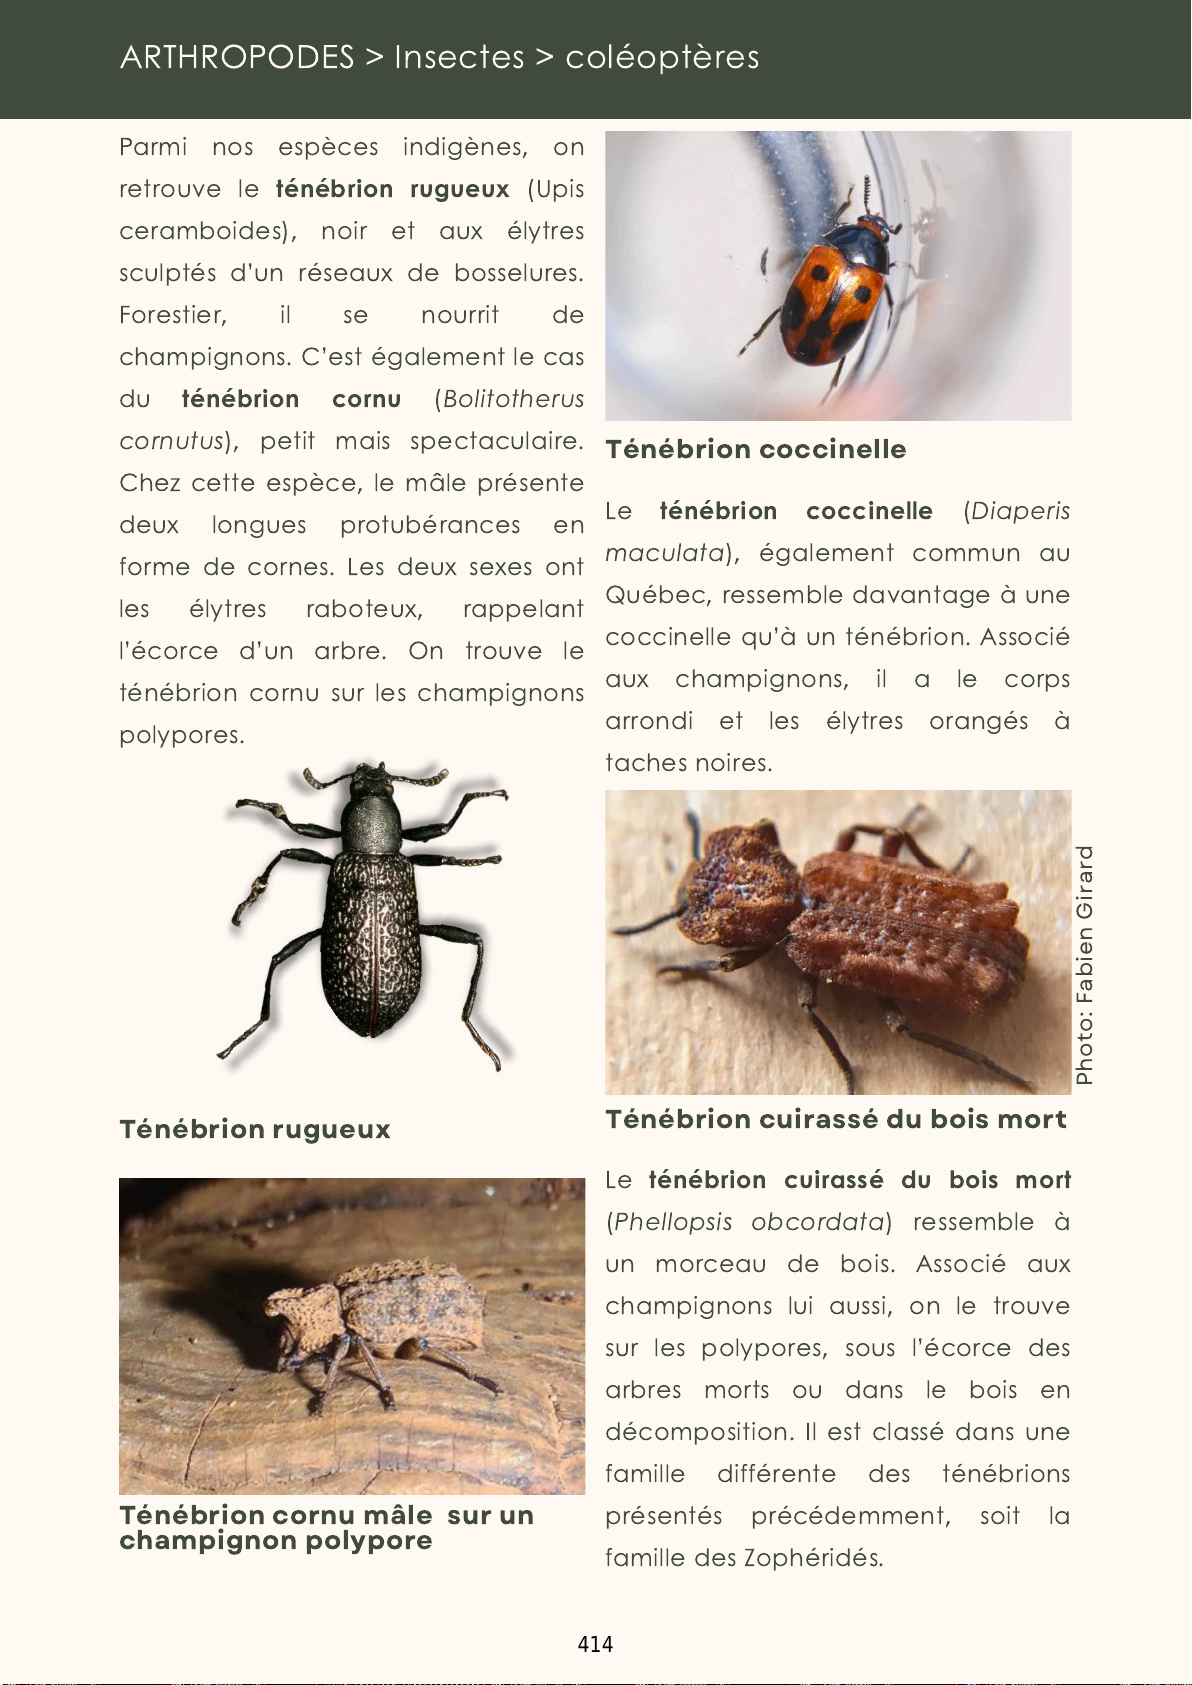 ARTHROPODES > Insectes > coléoptères
Parmi nos espèces indigènes, on
retrouve le ténébrion rugueux (Upis
ceramboides), noir et aux élytres
sculptés d'un réseaux de bosselures.
Forestier, il se nourrit de
champignons. C'est également le cas
du ténébrion cornu (Bolitotherus
cornutus), petit mais spectaculaire.
Chez cette espèce, le mâle présente
deux longues protubérances en
forme de cornes. Les deux sexes ont
les élytres raboteux, rappelant
l'écorce d'un arbre. On trouve le
ténébrion cornu sur les champignons
polypores.
Ténébrion rugueux
Ténébrion cornu mâle sur un
champignon polypore
Ténébrion coccinelle
Le ténébrion coccinelle (Diaperis
maculata), également commun au
Québec, ressemble davantage à une
coccinelle qu'à un ténébrion. Associé
aux champignons, il a le corps
arrondi et les élytres orangés à
taches noires.
Photo: Fabien Girard
Ténébrion cuirassé du bois mort
Le ténébrion cuirassé du bois mort
(Phellopsis obcordata) ressemble à
un morceau de bois. Associé aux
champignons lui aussi, on le trouve
sur les polypores, sous l'écorce des
arbres morts ou dans le bois en
décomposition. Il est classé dans une
famille différente des ténébrions
présentés précédemment, soit la
famille des Zophéridés.
414